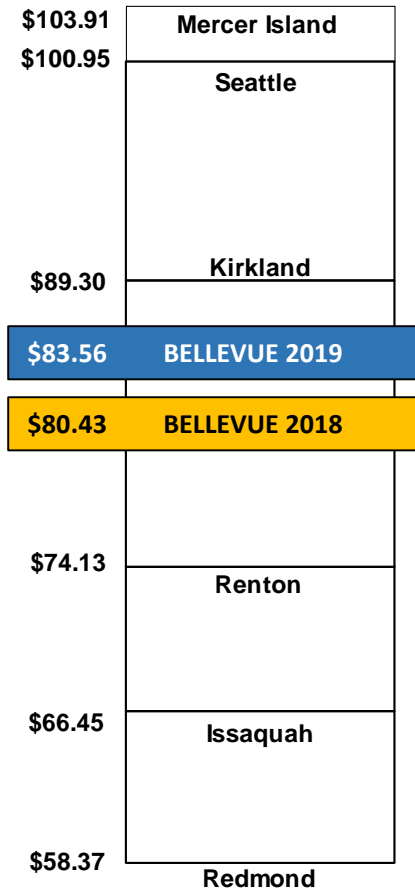 $103.91 Mercer Island
$100.95
Seattle
Kirkland
$89.30
$83.56 BELLEVUE 2019
$80.43 BELLEVUE 2018
$74.13
Renton
$66.45
Issaquah
$58.37
Redmond